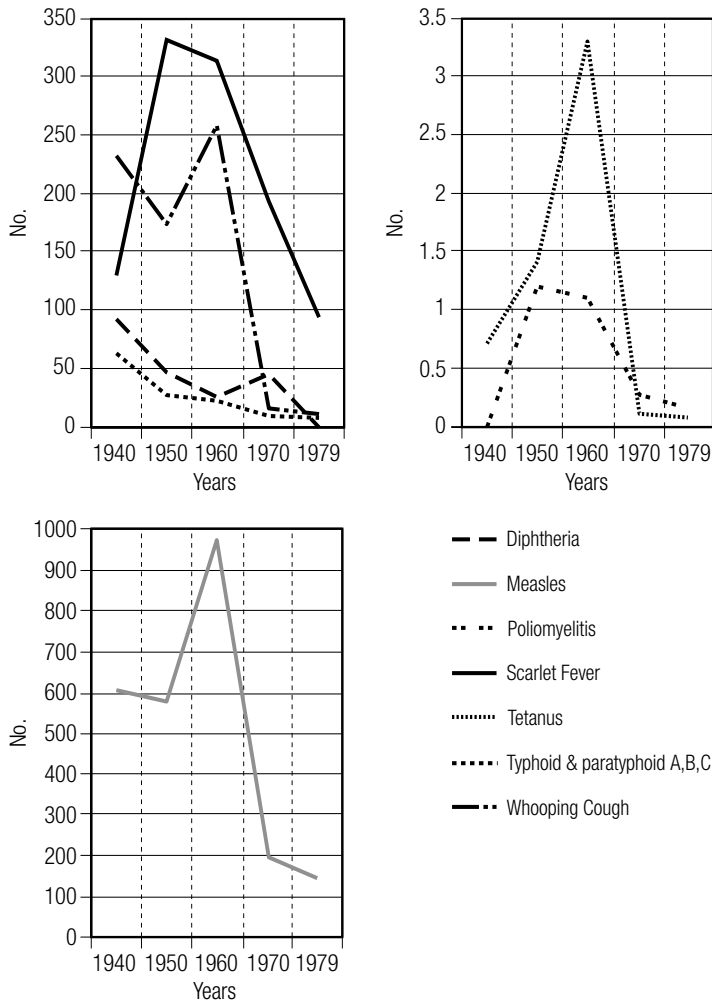 350
300
250
200
150
100
50
0
No.
1940 1950 1960 1970 1979
Years
3.5
3
2.5
2
1.5
1
0.5
0
No.
1940 1950 1960 1970 1979
Years
1000
900
800
700
600
500
400
300
200
100
0
No.
1940 1950 1960 1970 1979
Years
Diphtheria
Measles
Poliomyelitis
Scarlet Fever
Tetanus
Typhoid & paratyphoid A,B,C
Whooping Cough